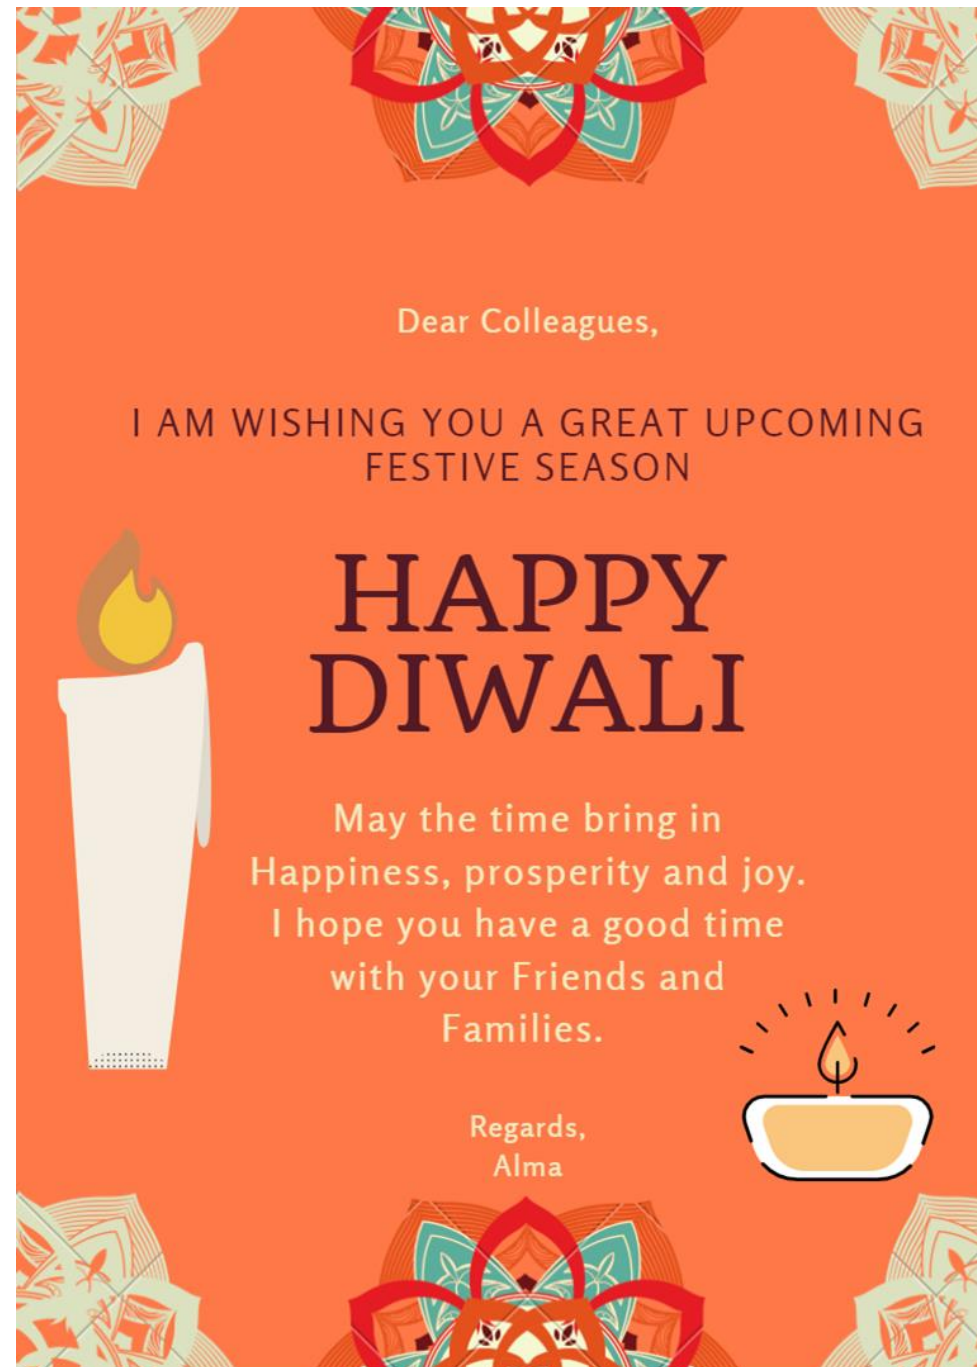 Dear Colleagues,
I AM WISHING YOU A GREAT UPCOMING
FESTIVE SEASON
HAPPY
DIWALI
May the time bring in
Happiness, prosperity and joy.
I hope you have a good time
with your Friends and
Families.
Regards,
Alma